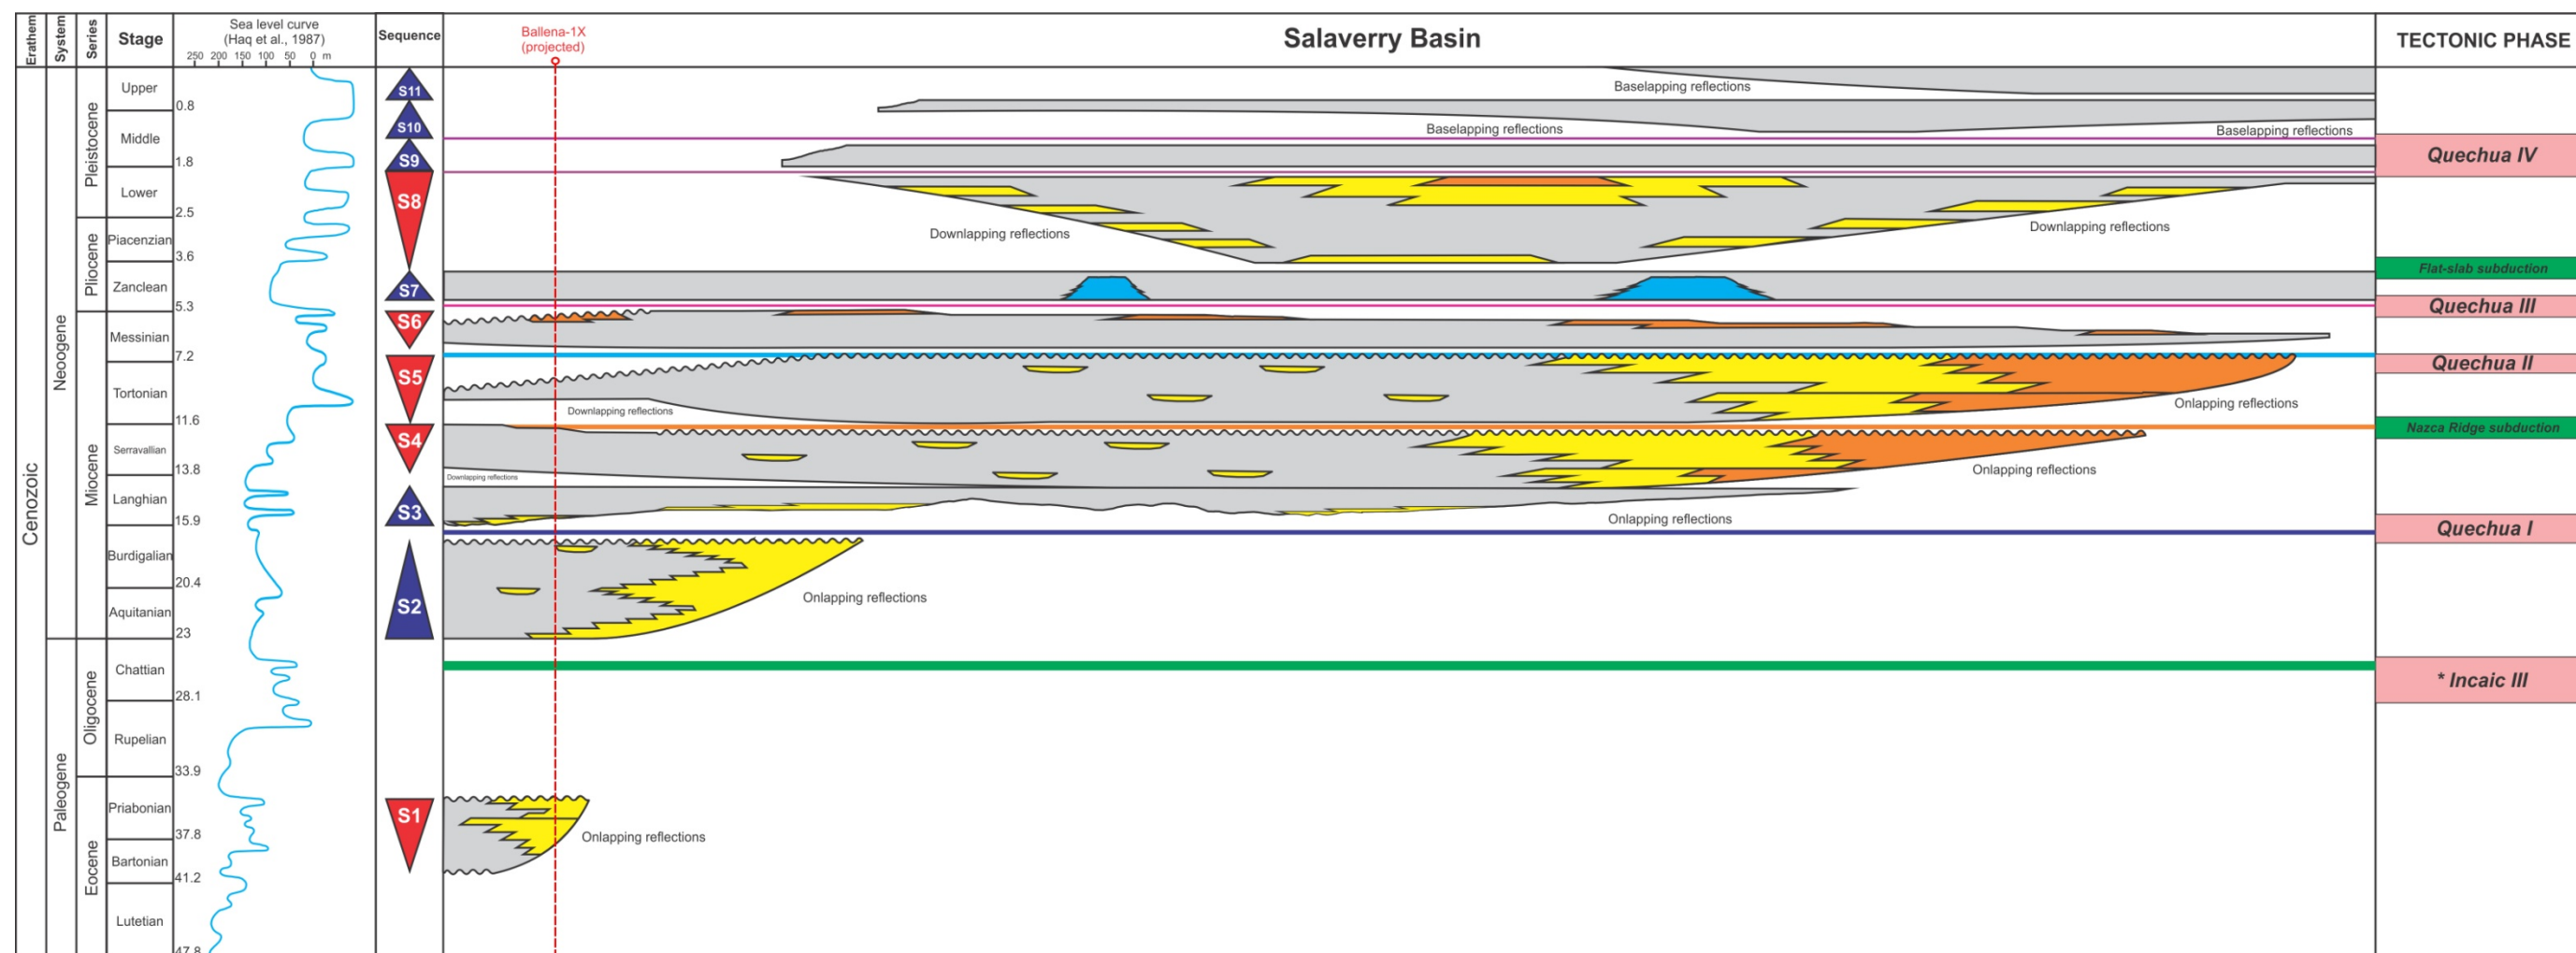 Erathem
System
Series
Stage
Sea level curve
(Haq et al., 1987)
250 200 150 100 50 0 m
Sequence
Ballena-1X
(projected)
Salaverry Basin
TECTONIC PHASE
Cenozoic
Neoogene
Paleogene
Pleistocene
Pliocene
Miocene
Oligocene
Eocene
Upper
0.8
Middle
1.8
Lower
2.5
Piacenzian
3.6
Zanclean
5.3
Messinian
7.2
Tortonian
11.6
Serravallian
13.8
Langhian
15.9
Burdigalian
20.4
Aquitanian
23
Chattian
28.1
Rupelian
33.9
Priabonian
37.8
Bartonian
41.2
Lutetian
47.8
S11
S10
S9
S8
S7
S6
S5
S4
S3
S2
S1
Baselapping reflections
Baselapping reflections
Baselapping reflections
Downlapping reflections
Downlapping reflections
Downlapping reflections
Onlapping reflections
Downlapping reflections
Onlapping reflections
Onlapping reflections
Onlapping reflections
Onlapping reflections
Quechua IV
Flat-slab subduction
Quechua III
Quechua II
Nazca Ridge subduction
Quechua I
* Incaic III